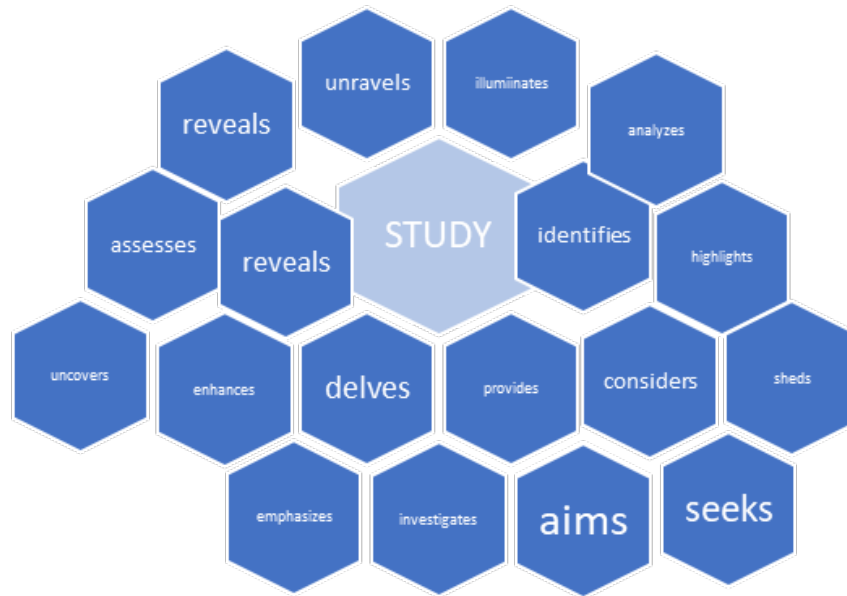 unravels
illumiinates
reveals
analyzes
STUDY
identifies
assesses
reveals
highlights
uncovers
enhances
delves
provides
considers
sheds
emphasizes
investigates
aims
seeks